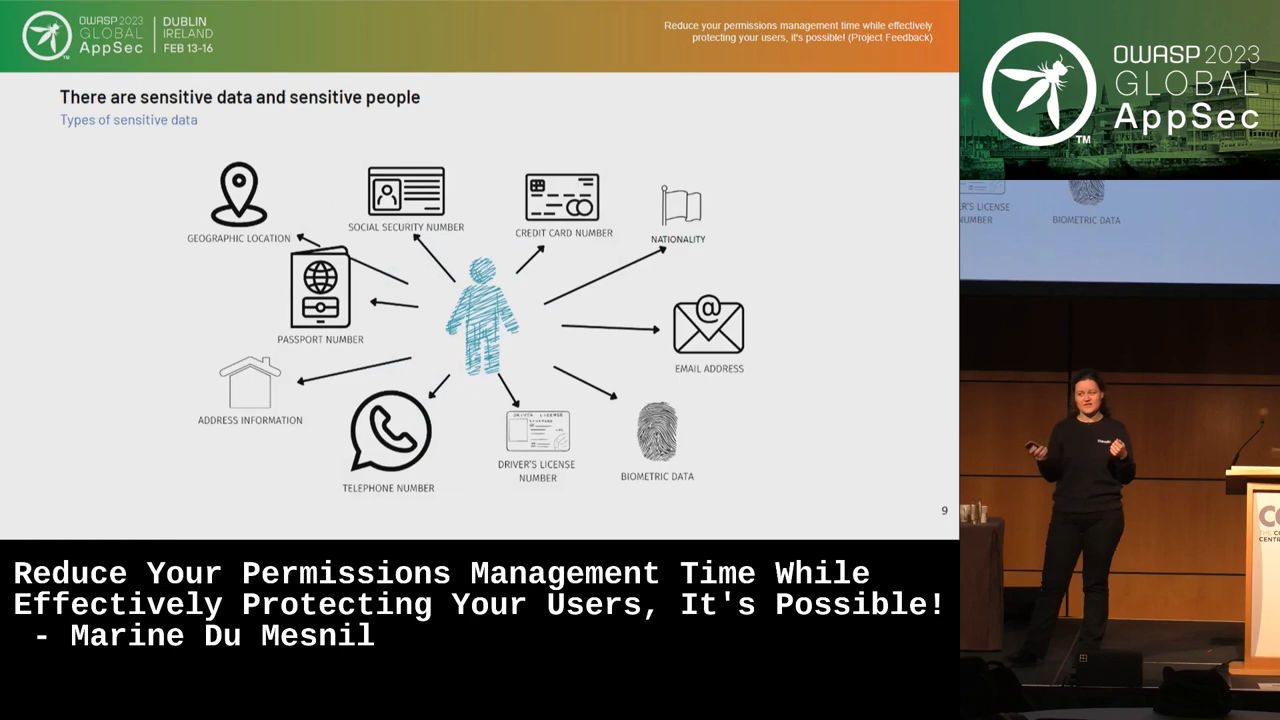 OWASP 2023
GLOBAL
AppSec
TM
DUBLIN
IRELAND
FEB 13-16
Reduce your permissions management time while effectively
protecting your users, it's possible! (Project Feedback)
There are sensitive data and sensitive people
Types of sensitive data
GEOGRAPHIC LOCATION
SOCIAL SECURITY NUMBER
CREDIT CARD NUMBER
NATIONALITY
PASSPORT NUMBER
@
EMAIL ADDRESS
ADDRESS INFORMATION
TELEPHONE NUMBER
DRIVER LICENSE
DRIVER'S LICENSE
NUMBER
BIOMETRIC DATA
9
Reduce Your Permissions Management Time While
Effectively Protecting Your Users, It's Possible!
- Marine Du Mesnil
OWASP 2023
GLOBAL
AppSec
TM
ER'S LICENSE
NUMBER
BIOMETRIC DATA